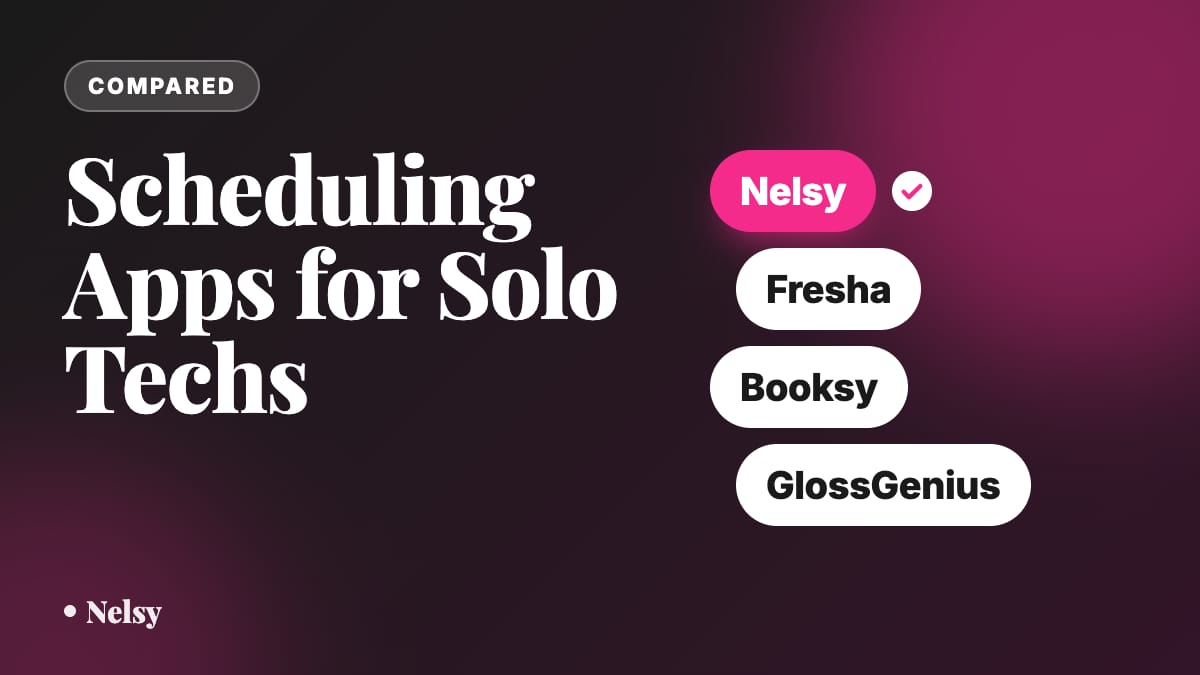 COMPARED
Scheduling
Apps for Solo
Techs
Nelsy
Fresha
Booksy
GlossGenius
Nelsy